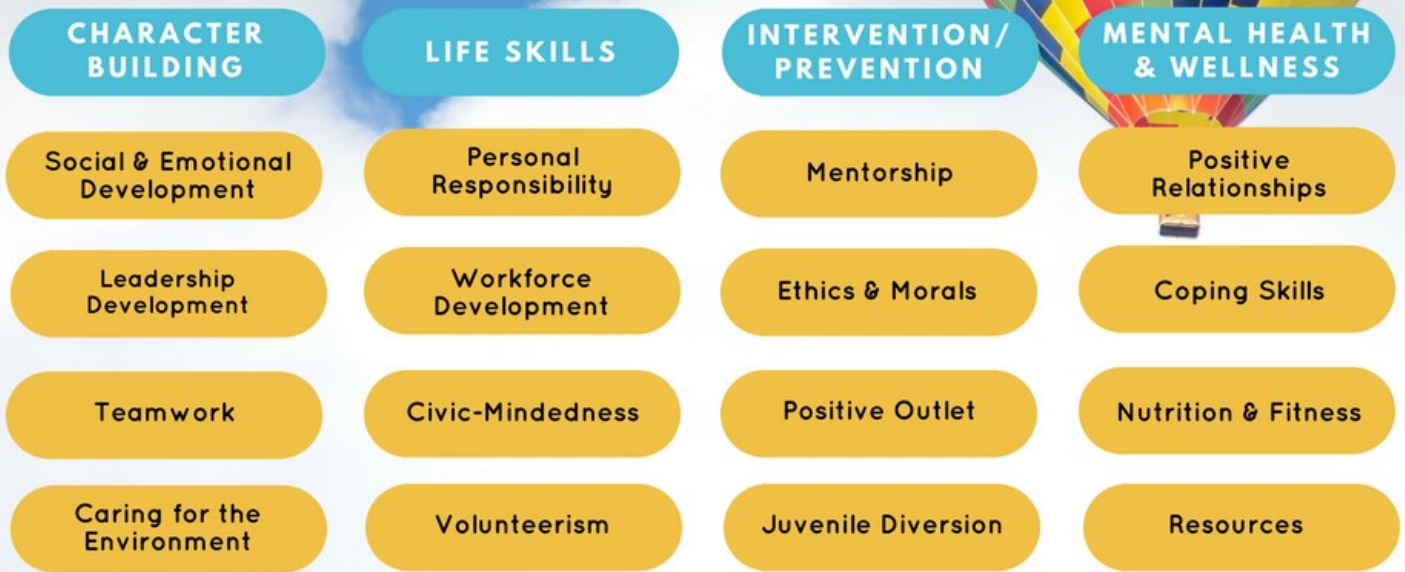 CHARACTER
BUILDING
LIFE SKILLS
INTERVENTION/
PREVENTION
MENTAL HEALTH
& WELLNESS
Social & Emotional
Development
Personal
Responsibility
Mentorship
Positive
Relationships
Leadership
Development
Workforce
Development
Ethics & Morals
Coping Skills
Teamwork
Civic-Mindedness
Positive Outlet
Nutrition & Fitness
Caring for the
Environment
Volunteerism
Juvenile Diversion
Resources